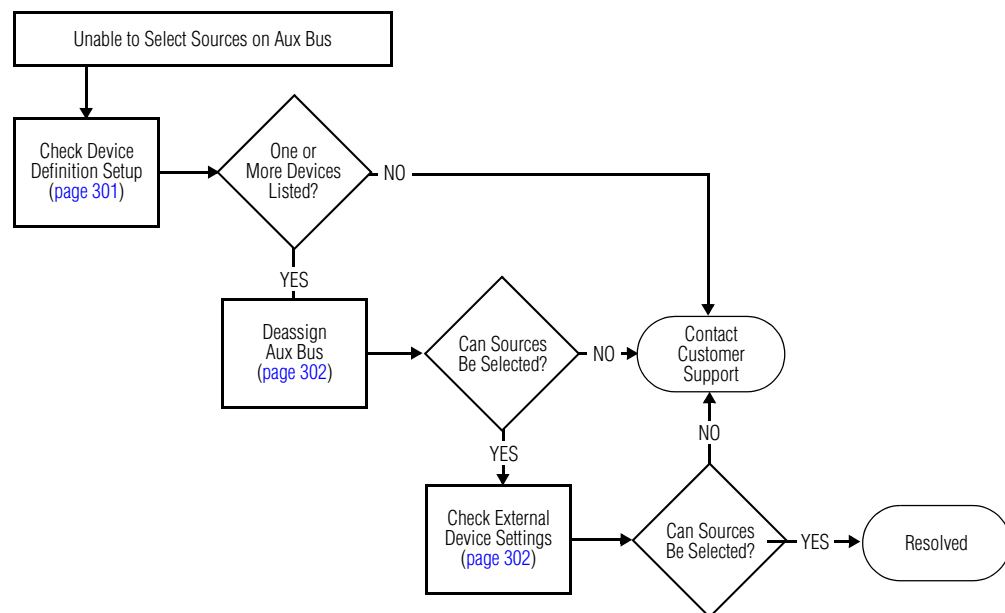 Unable to Select Sources on Aux Bus
Check Device
Definition Setup
(page 301)
One or
More Devices
Listed?
NO
YES
Deassign
Aux Bus
(page 302)
Can Sources
Be Selected?
NO
Contact
Customer
Support
YES
NO
Check External
Device Settings
(page 302)
Can Sources
Be Selected?
YES
Resolved